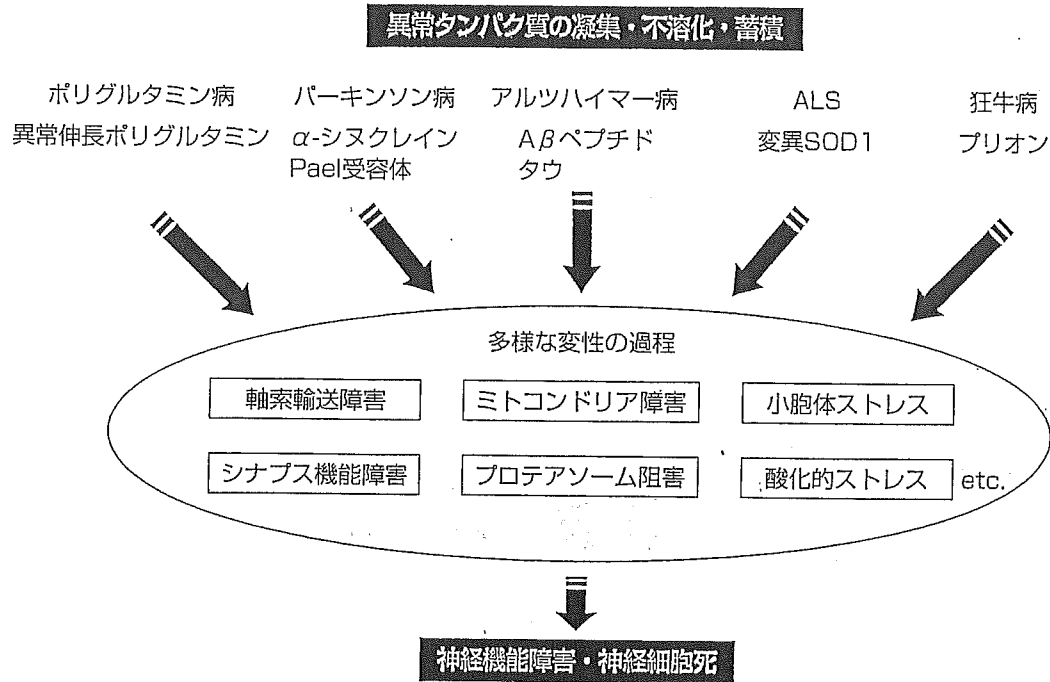 異常タンパク質の凝集・不溶化・蓄積
ポリグルタミン病
異常伸長ポリグルタミン
パーキンソン病
α-シヌクレイン
Pael受容体
アルツハイマー病
Aβペプチド
タウ
ALS
変異SOD1
狂牛病
プリオン
多様な変性の過程
軸索輸送障害
ミトコンドリア障害
小胞体ストレス
シナプス機能障害
プロテアソーム阻害
酸化的ストレス
etc.
神経機能障害・神経細胞死